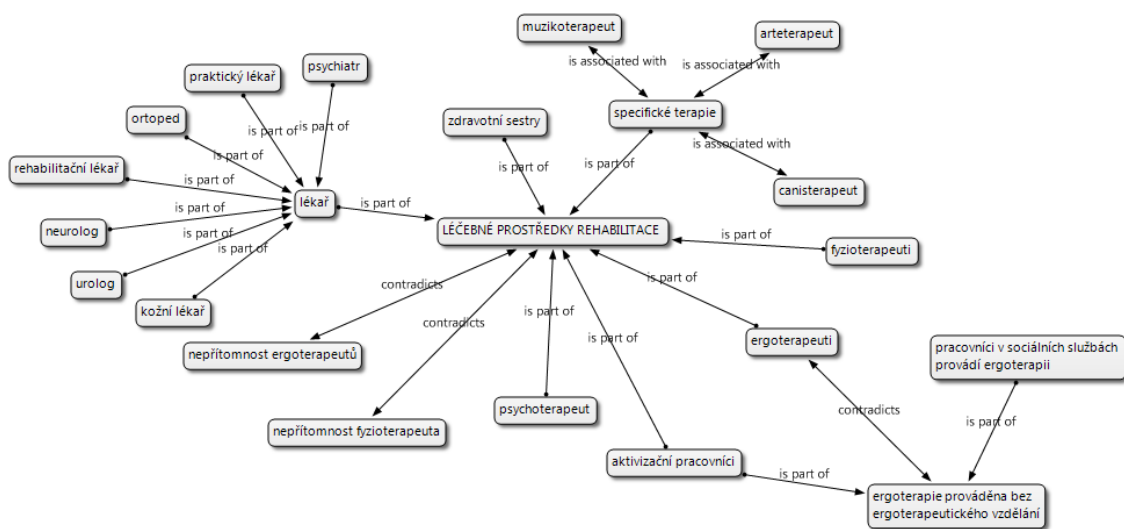 muzikoterapeut
arteterapeut
is associated with
is associated with
psychiatr
praktický lékař
specifické terapie
ortoped
zdravotní sestry
is part of
is part of
is associated with
is part of
rehabilitační lékař
is part of
is part of
is part of
canisterapeut
lékař
is part of
is part of
neurolog
is part of
LÉČEBNÉ PROSTŘEDKY REHABILITACE
is part of
fyzioterapeuti
urolog
kožní lékař
is part of
is part of
contradicts
is part of
contradicts
is part of
is part of
ergoterapeuti
pracovníci v sociálních službách
provádí ergoterapii
nepřítomnost ergoterapeutů
psychoterapeut
contradicts
is part of
nepřítomnost fyzioterapeuta
aktivizační pracovníci
is part of
ergoterapie prováděna bez
ergoterapeutického vzdělání